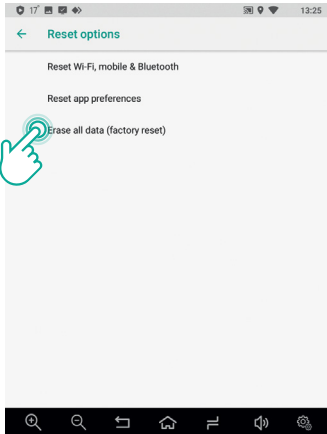 17°
13:25
Reset options
Reset Wi-Fi, mobile & Bluetooth
Reset app preferences
Erase all data (factory reset)